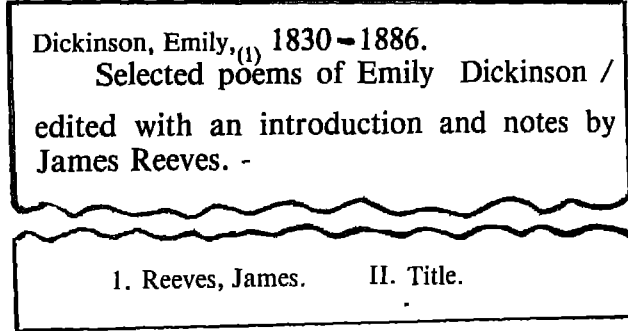 Dickinson, Emily,(1) 1830-1886.
Selected poems of Emily Dickinson /
edited with an introduction and notes by
James Reeves. -
1. Reeves, James. II. Title.